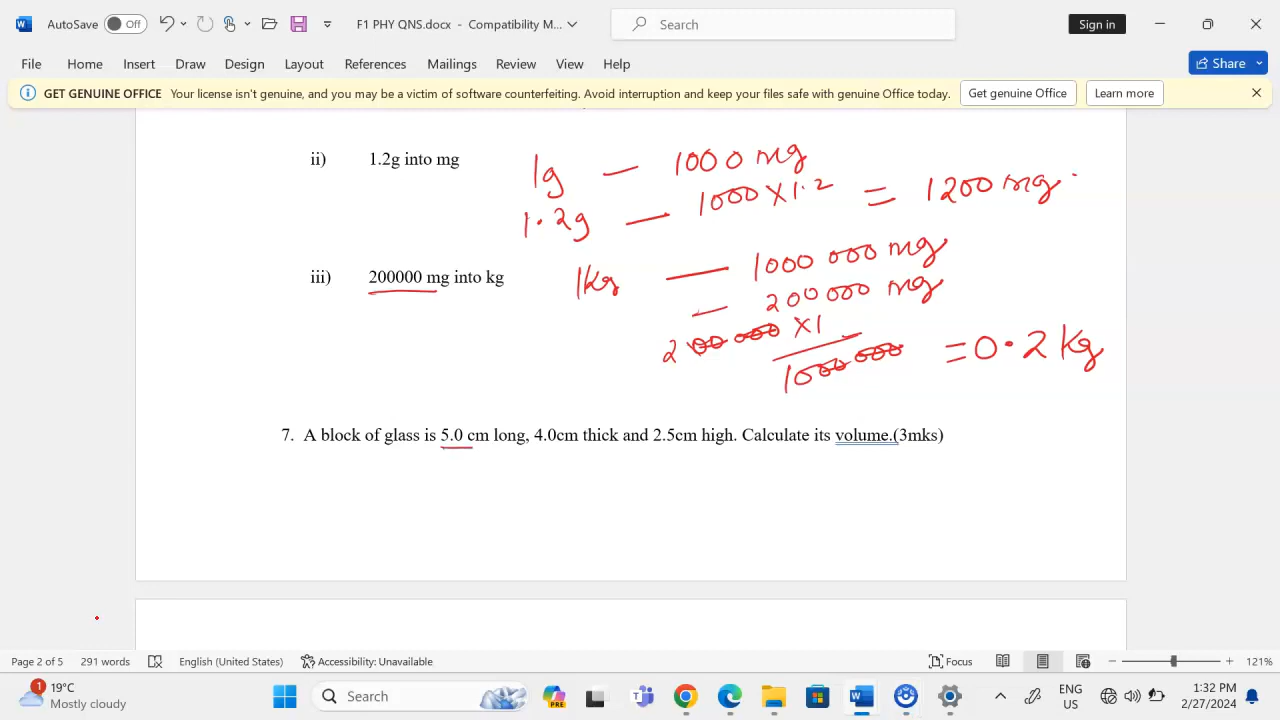 AutoSave Off F1 PHY QNS.docx - Compatibility M... Search Sign in
File Home Insert Draw Design Layout References Mailings Review View Help Share
GET GENUINE OFFICE Your license isn't genuine, and you may be a victim of software counterfeiting. Avoid interruption and keep your files safe with genuine Office today. Get genuine Office Learn more
ii) 1.2g into mg
1g — 1000 mg
1.2g — 1000 X 1.2 = 1200 mg
iii) 200000 mg into kg
1kg — 1000 000 mg
— 200000 mg
200 000 X 1
1000 000
= 0.2 kg
7. A block of glass is 5.0 cm long, 4.0cm thick and 2.5cm high. Calculate its volume.(3mks)
Page 2 of 5 291 words English (United States) Accessibility: Unavailable Focus 121%
1 19°C
Mostly cloudy
Search
PRE
ENG
US
1:32 PM
2/27/2024